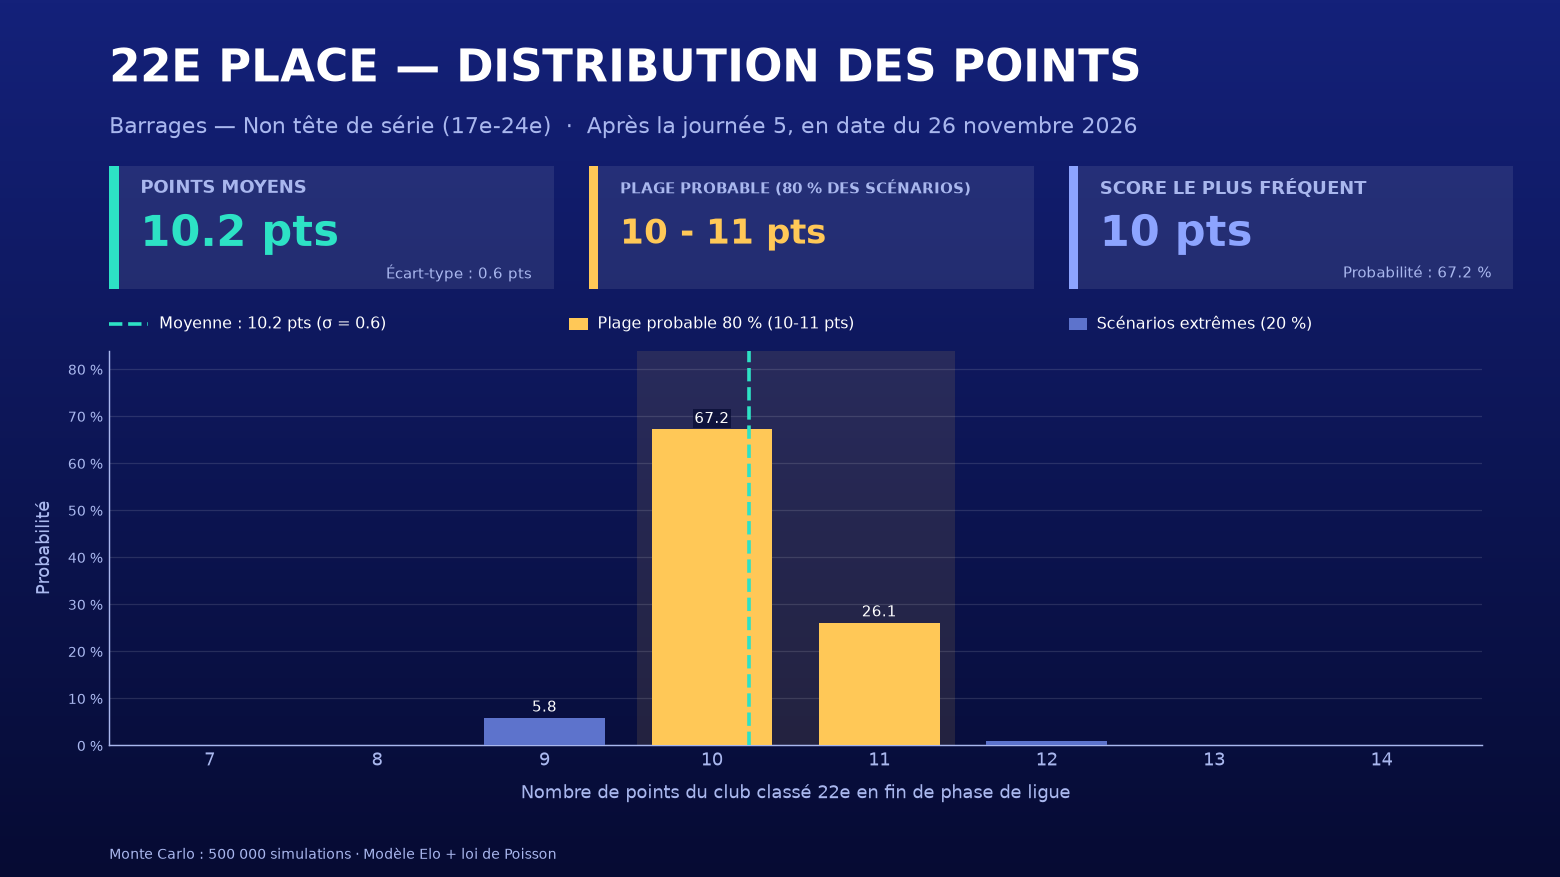 22E PLACE — DISTRIBUTION DES POINTS
Barrages — Non tête de série (17e-24e) · Après la journée 5, en date du 26 novembre 2026
POINTS MOYENS
10.2 pts
Écart-type : 0.6 pts
PLAGE PROBABLE (80 % DES SCÉNARIOS)
10 - 11 pts
SCORE LE PLUS FRÉQUENT
10 pts
Probabilité : 67.2 %
Moyenne : 10.2 pts (σ = 0.6)
Plage probable 80 % (10-11 pts)
Scénarios extrêmes (20 %)
Probabilité
80 %
70 %
60 %
50 %
40 %
30 %
20 %
10 %
0 %
5.8
67.2
26.1
7 8 9 10 11 12 13 14
Nombre de points du club classé 22e en fin de phase de ligue
Monte Carlo : 500 000 simulations · Modèle Elo + loi de Poisson